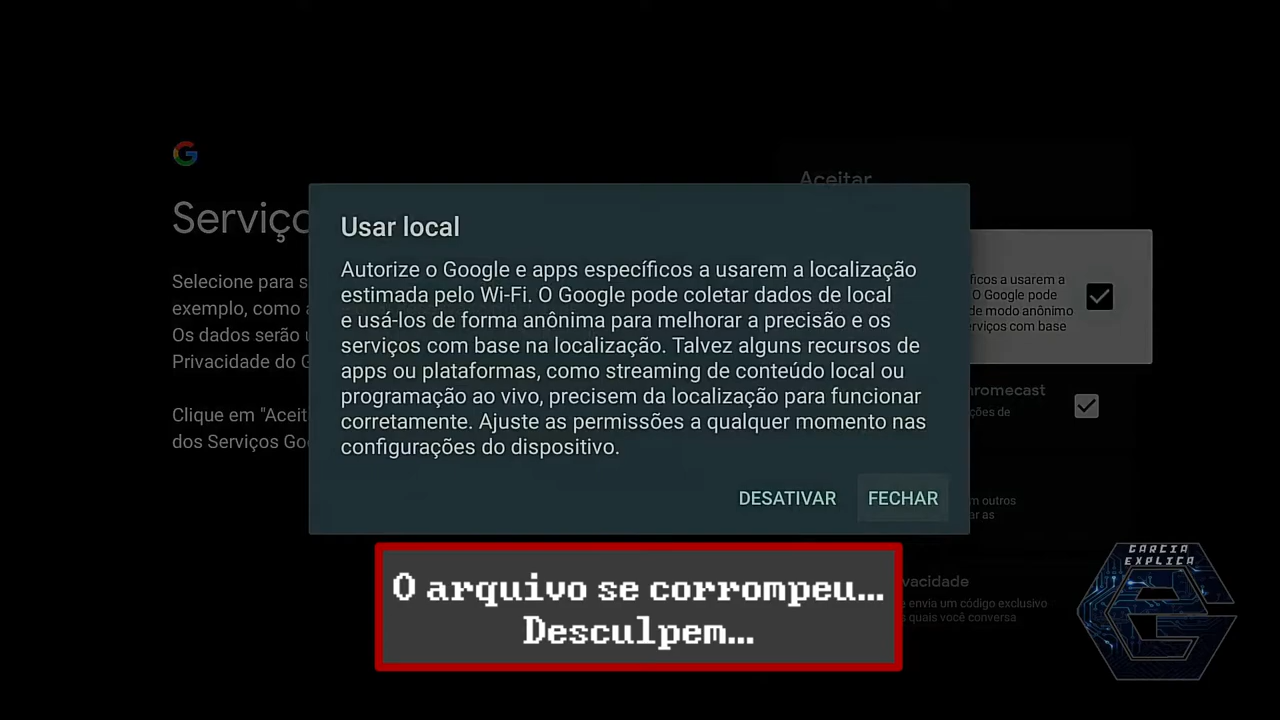 Aceitar
Serviço
Selecione para s
exemplo, como a
Os dados serão u
Privacidade do G
Clique em "Aceit
dos Serviços Goo
Usar local
Autorize o Google e apps específicos a usarem a localização
estimada pelo Wi-Fi. O Google pode coletar dados de local
e usá-los de forma anônima para melhorar a precisão e os
serviços com base na localização. Talvez alguns recursos de
apps ou plataformas, como streaming de conteúdo local ou
programação ao vivo, precisem da localização para funcionar
corretamente. Ajuste as permissões a qualquer momento nas
configurações do dispositivo.
DESATIVAR FECHAR
ficos a usarem a
O Google pode
de modo anônimo
erviços com base
romecast
ções de
m outros
ar as
vacidade
e envia um código exclusivo
s quais você conversa
O arquivo se corrompeu...
Desculpem...
GARCIA
EXPLICA